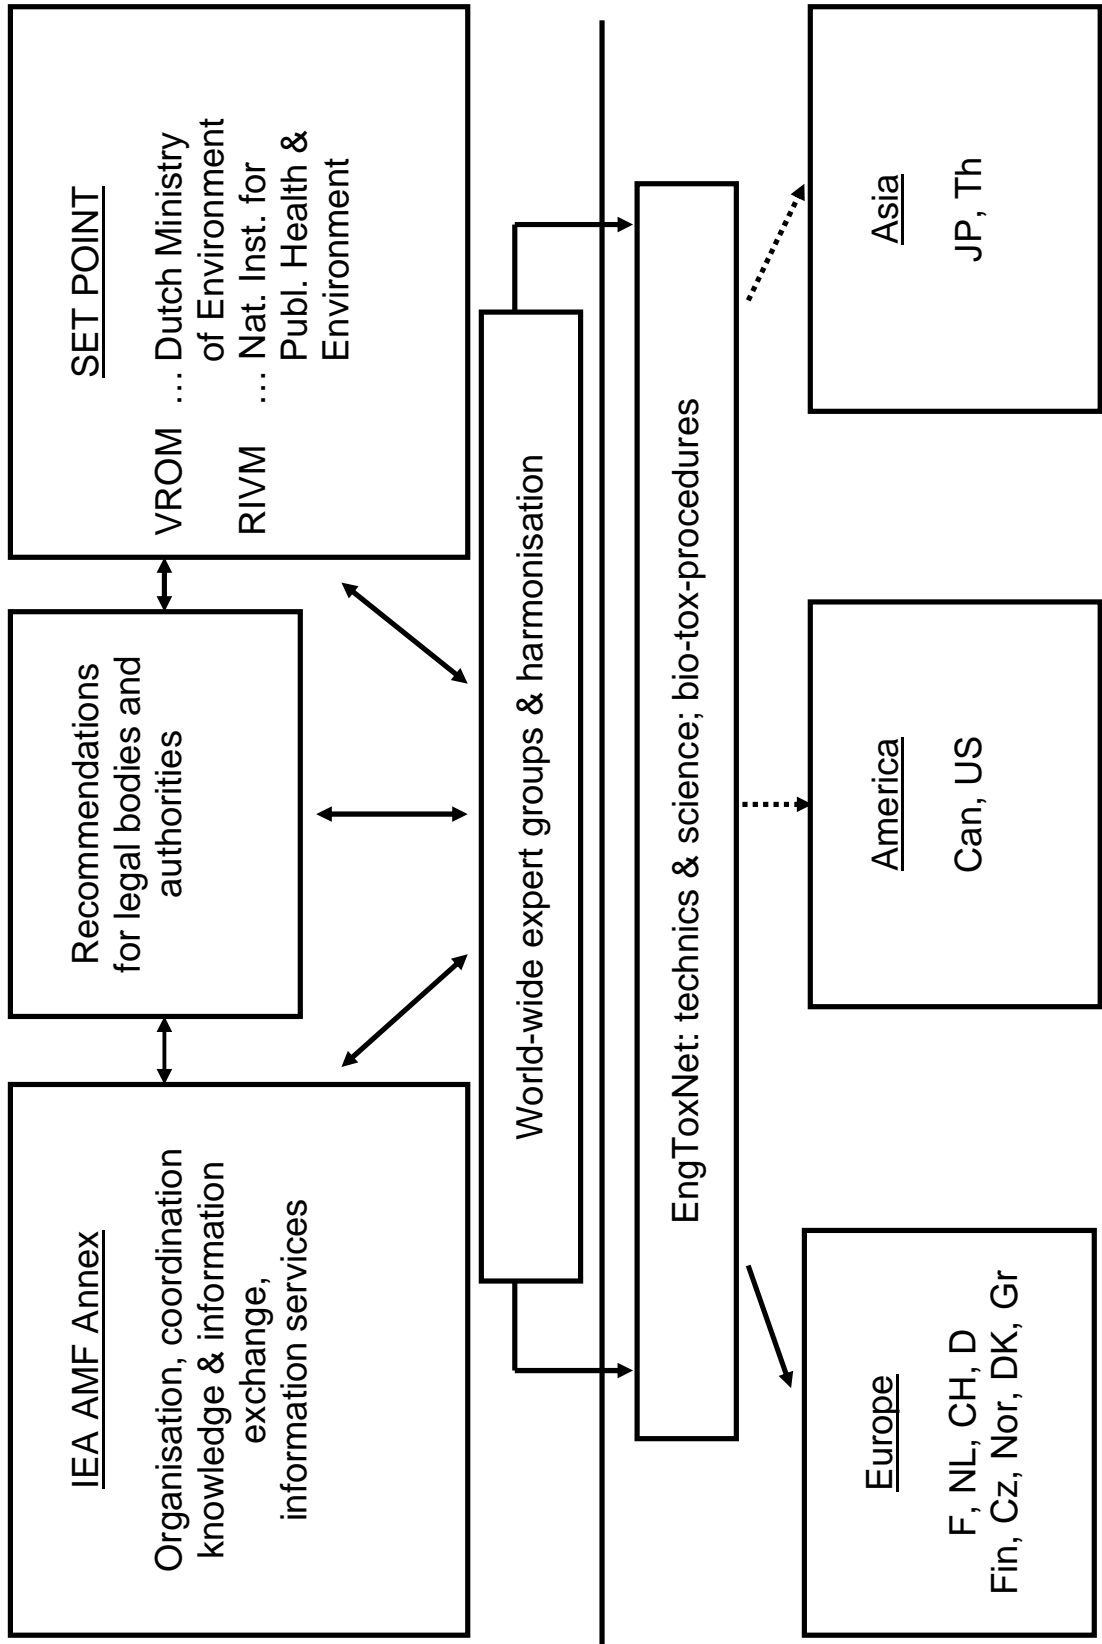 IEA AMF Annex
Organisation, coordination
knowledge & information
exchange,
information services
Recommendations
for legal bodies and
authorities
SET POINT
VROM … Dutch Ministry
of Environment
RIVM … Nat. Inst. for
Publ. Health &
Environment
World-wide expert groups & harmonisation
EngToxNet: technics & science; bio-tox-procedures
Europe
F, NL, CH, D
Fin, Cz, Nor, DK, Gr
America
Can, US
Asia
JP, Th